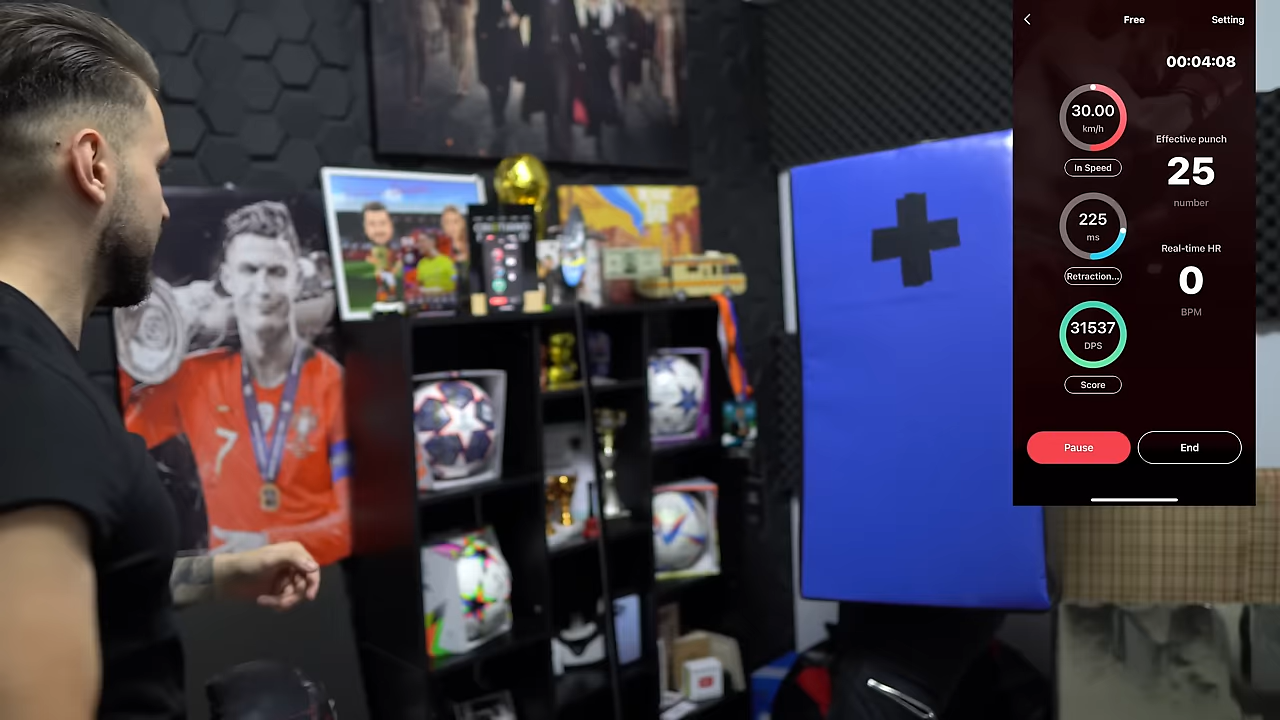 Free
Setting
00:04:08
30.00
km/h
In Speed
Effective punch
25
number
225
ms
Retraction...
Real-time HR
0
BPM
31537
DPS
Score
Pause
End
7